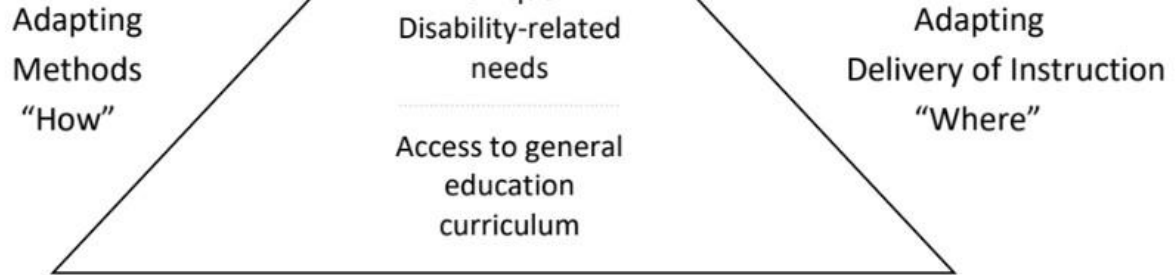 Adapting
Methods
“How”
Disability-related
needs
Access to general
education
curriculum
Adapting
Delivery of Instruction
“Where”